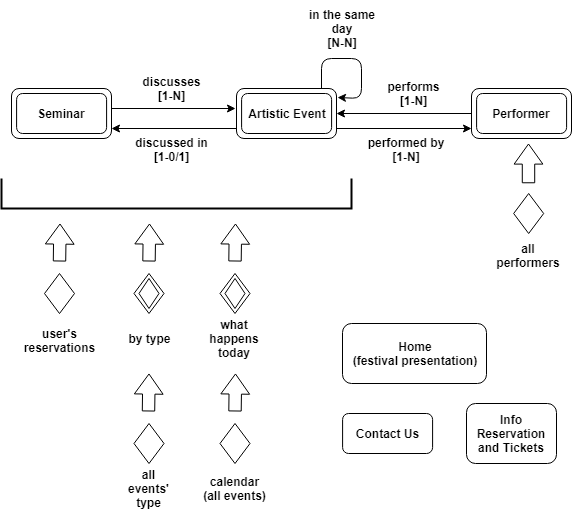 in the same
day
[N-N]
discusses
[1-N]
performs
[1-N]
Seminar
Artistic Event
Performer
discussed in
[1-0/1]
performed by
[1-N]
all
performers
user's
reservations
by type
what
happens
today
Home
(festival presentation)
Contact Us
Info
Reservation
and Tickets
all
events'
type
calendar
(all events)